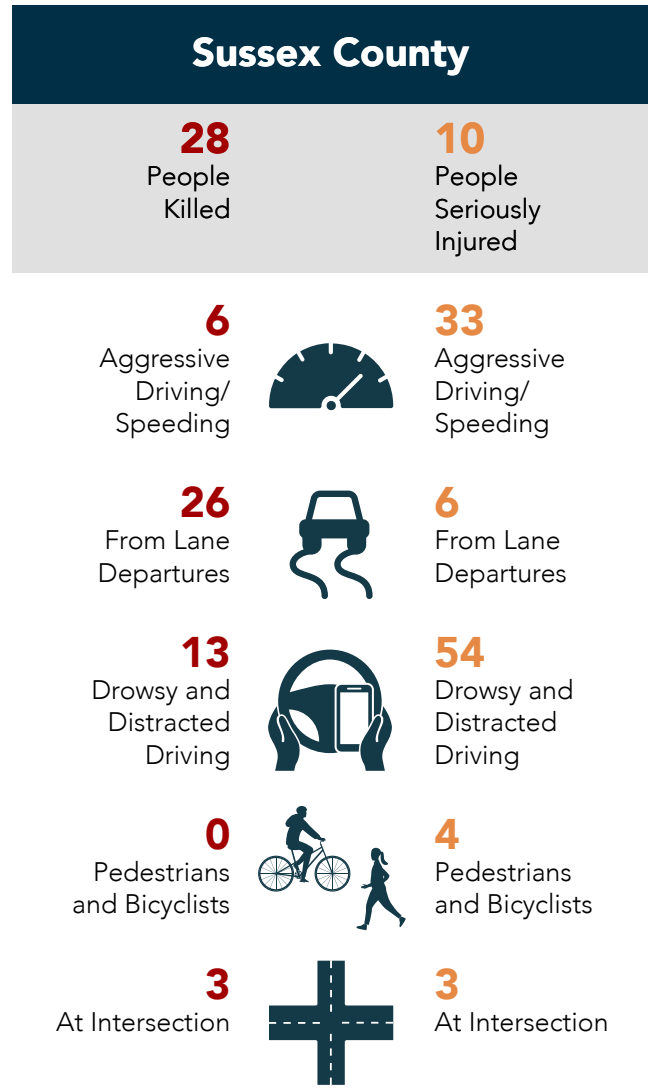 Sussex County
28
People
Killed
10
People
Seriously
Injured
6
Aggressive
Driving/
Speeding
33
Aggressive
Driving/
Speeding
26
From Lane
Departures
6
From Lane
Departures
13
Drowsy and
Distracted
Driving
54
Drowsy and
Distracted
Driving
0
Pedestrians
and Bicyclists
4
Pedestrians
and Bicyclists
3
At Intersection
3
At Intersection